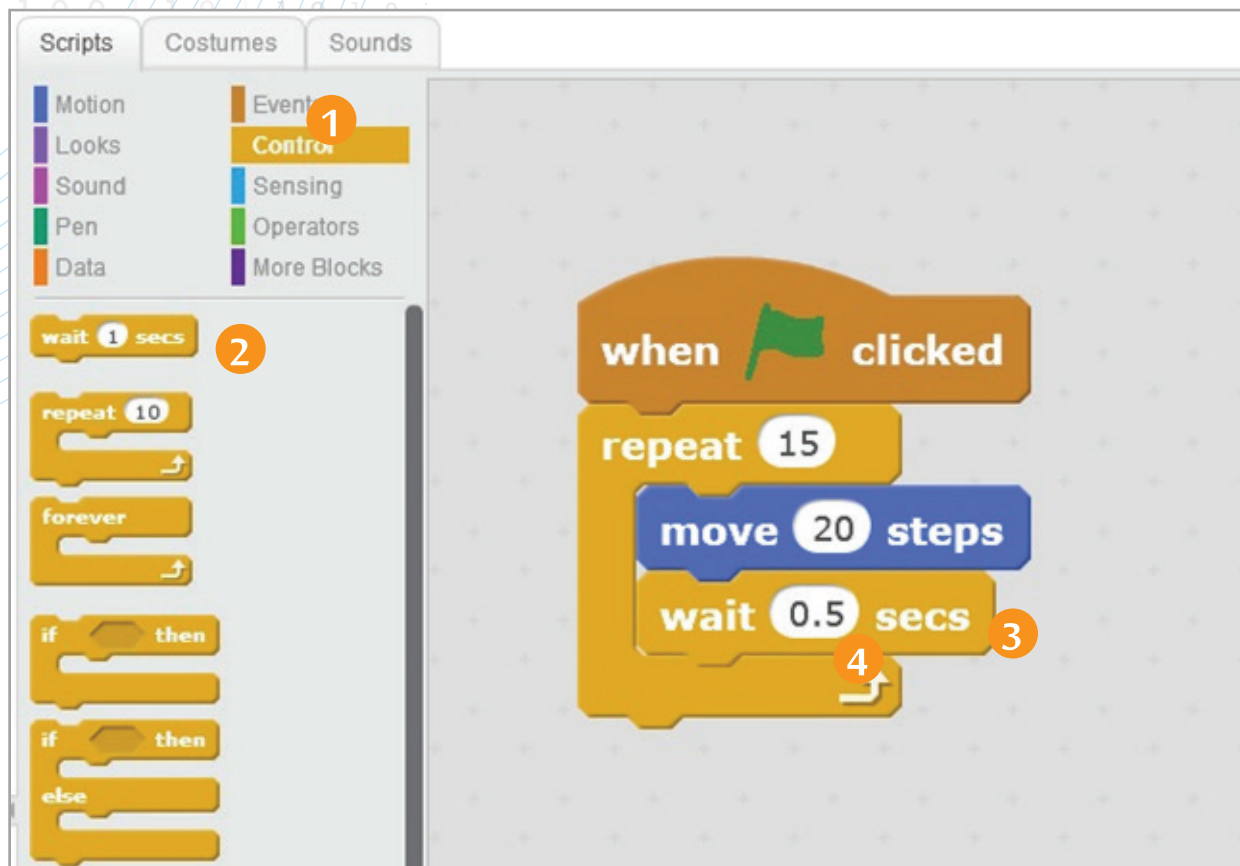 Scripts Costumes Sounds
Motion
Looks
Sound
Pen
Data
Event
Control
Sensing
Operators
More Blocks
1
wait 1 secs
2
repeat 10
forever
if then
if then
else
when clicked
repeat 15
move 20 steps
wait 0.5 secs
3
4